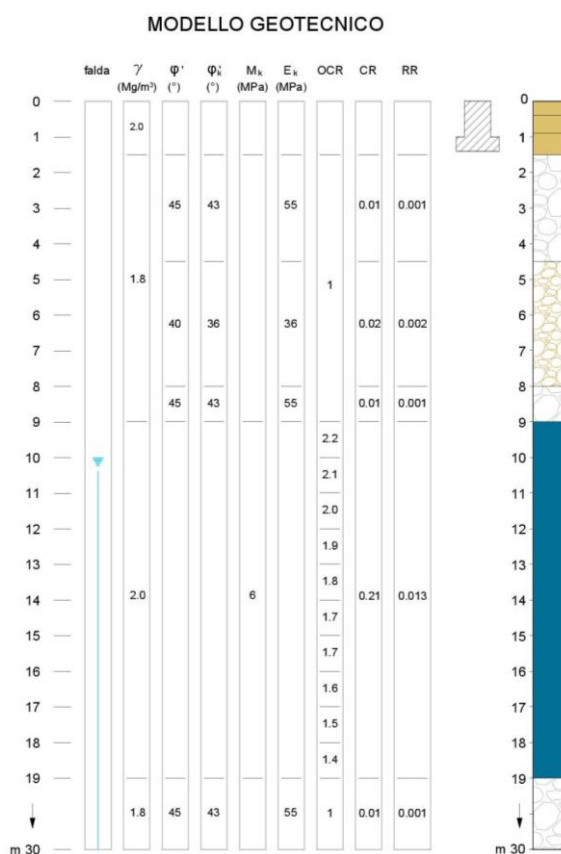 MODELLO GEOTECNICO
falda γ φ' φ'k Mk Ek OCR CR RR
(Mg/m³) (°) (°) (MPa) (MPa)
0 0
1 2.0 1
2 2
3 45 43 55 0.01 0.001 3
4 4
5 1.8 1 5
6 40 36 36 0.02 0.002 6
7 7
8 8
45 43 55 0.01 0.001
9 9
2.2
10 10
2.1
11 11
2.0
12 12
1.9
13 13
1.8
14 2.0 6 0.21 0.013 14
1.7
15 15
1.7
16 16
1.6
17 17
1.5
18 18
1.4
19 19
1.8 45 43 55 1 0.01 0.001
m 30 m 30